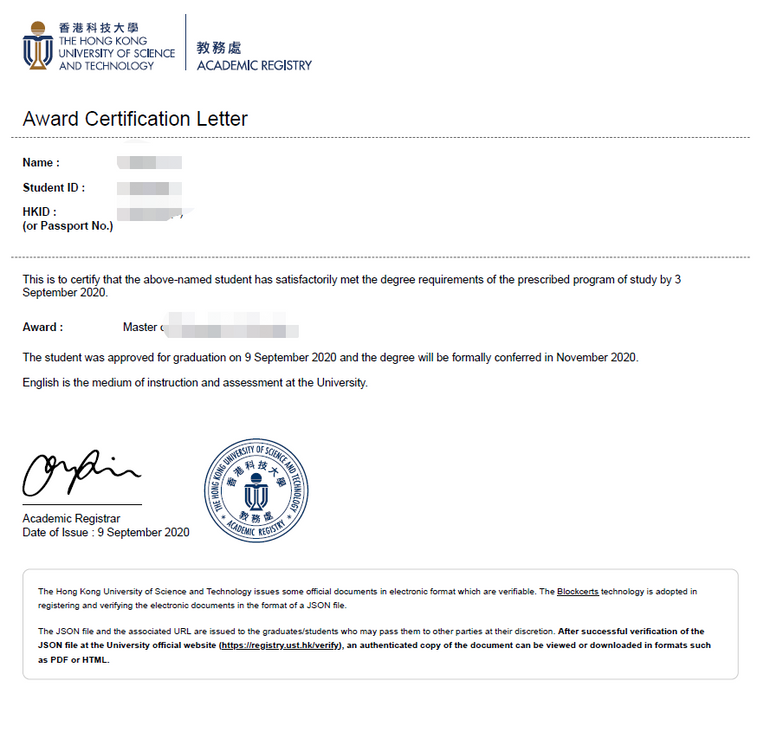 香港科技大學
THE HONG KONG
UNIVERSITY OF SCIENCE
AND TECHNOLOGY
教務處
ACADEMIC REGISTRY
Award Certification Letter
Name :
Student ID :
HKID :
(or Passport No.)
This is to certify that the above-named student has satisfactorily met the degree requirements of the prescribed program of study by 3
September 2020.
Award : Master
The student was approved for graduation on 9 September 2020 and the degree will be formally conferred in November 2020.
English is the medium of instruction and assessment at the University.
THE HONG KONG UNIVERSITY OF SCIENCE AND TECHNOLOGY
香港科技大學
教務處
ACADEMIC REGISTRY
Academic Registrar
Date of Issue : 9 September 2020
The Hong Kong University of Science and Technology issues some official documents in electronic format which are verifiable. The Blockcerts technology is adopted in
registering and verifying the electronic documents in the format of a JSON file.
The JSON file and the associated URL are issued to the graduates/students who may pass them to other parties at their discretion. After successful verification of the
JSON file at the University official website (https://registry.ust.hk/verify), an authenticated copy of the document can be viewed or downloaded in formats such
as PDF or HTML.